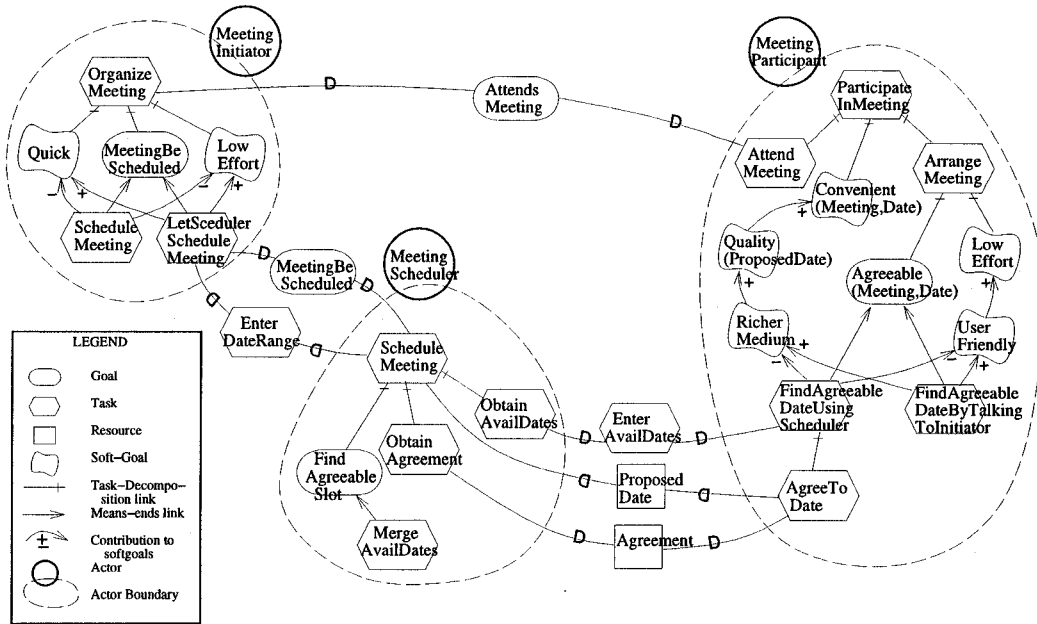 Meeting
Initiator
Organize
Meeting
Quick
MeetingBe
Scheduled
Low
Effort
Schedule
Meeting
LetSceduler
Schedule
Meeting
D
Attends
Meeting
D
Meeting
Participant
Participate
InMeeting
Attend
Meeting
Arrange
Meeting
Convenient
(Meeting,Date)
Quality
(ProposedDate)
Low
Effort
Agreeable
(Meeting,Date)
Richer
Medium
User
Friendly
FindAgreeable
DateUsing
Scheduler
FindAgreeable
DateByTalking
ToInitiator
AgreeTo
Date
D
MeetingBe
Scheduled
D
Meeting
Scheduler
D
Enter
DateRange
D
Schedule
Meeting
Obtain
AvailDates
Obtain
Agreement
Find
Agreeable
Slot
Merge
AvailDates
D
Enter
AvailDates
D
D
Proposed
Date
D
D
Agreement
D
LEGEND
Goal
Task
Resource
Soft-Goal
Task-Decompo-
sition link
Means-ends link
Contribution to
softgoals
Actor
Actor Boundary